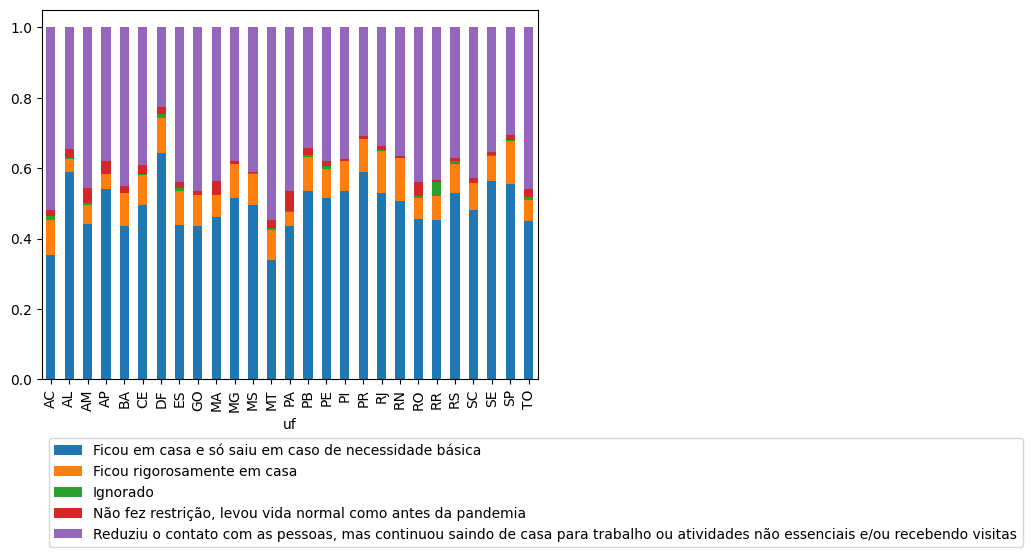 1.0
0.8
0.6
0.4
0.2
0.0
AC AL AM AP BA CE DF ES GO MA MG MS MT PA PB PE PI PR RJ RN RO RR RS SC SE SP TO
uf
Ficou em casa e só saiu em caso de necessidade básica
Ficou rigorosamente em casa
Ignorado
Não fez restrição, levou vida normal como antes da pandemia
Reduziu o contato com as pessoas, mas continuou saindo de casa para trabalho ou atividades não essenciais e/ou recebendo visitas